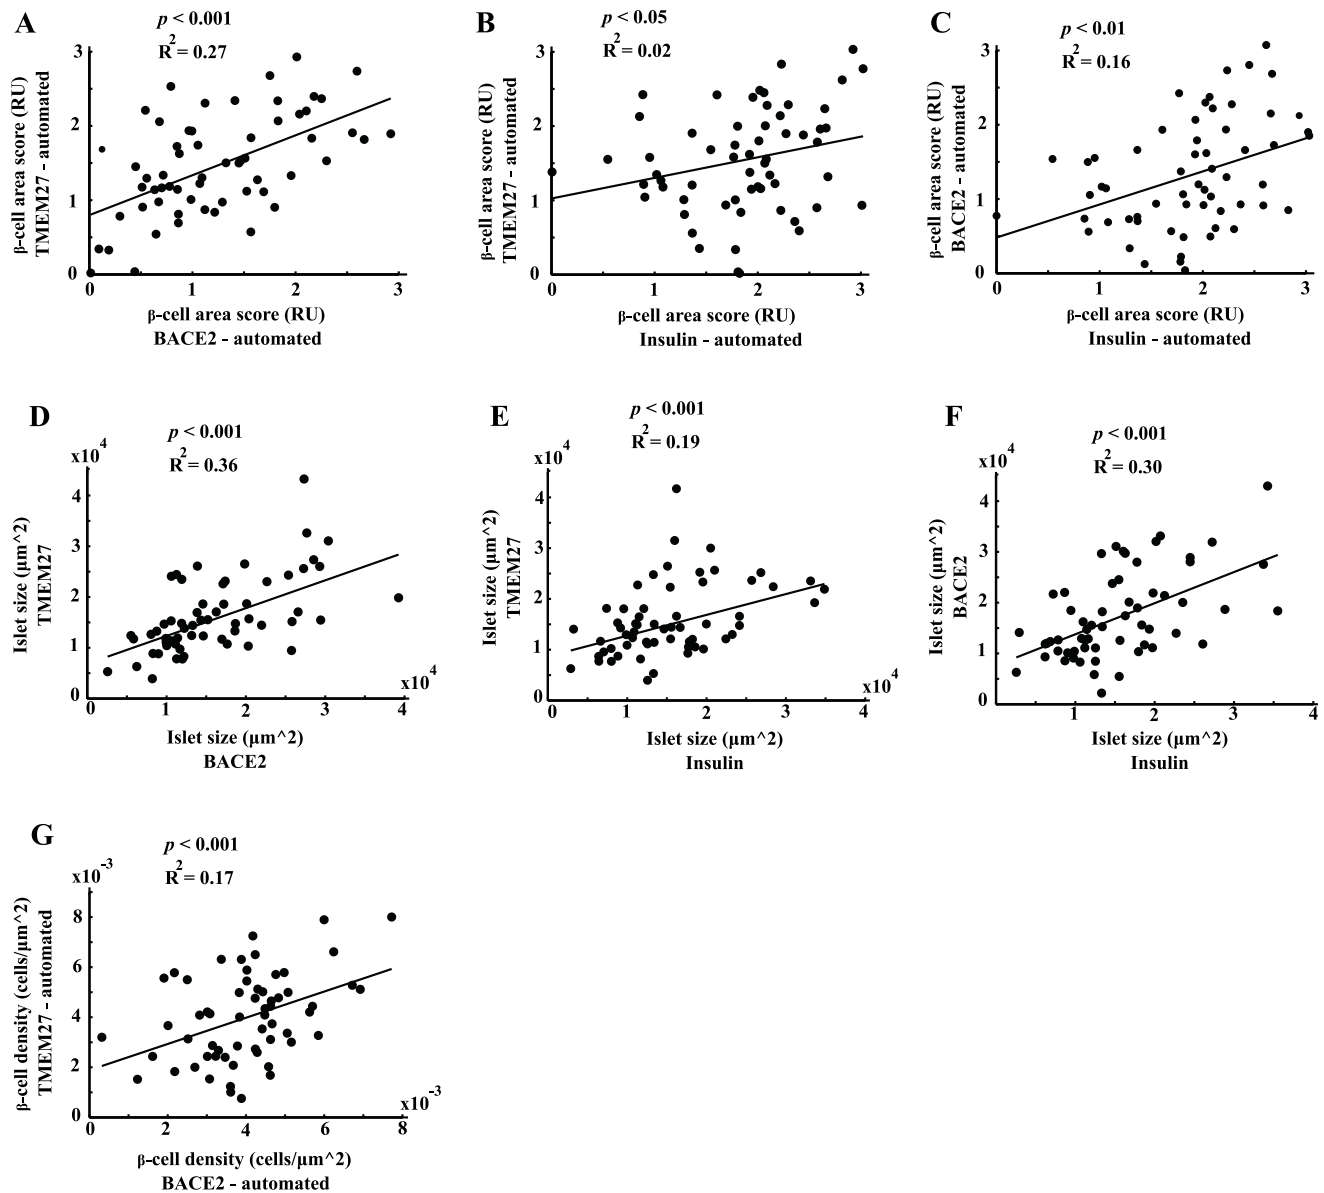 A
p < 0.001
R2 = 0.27
β-cell area score (RU)
TMEM27 - automated
3
2
1
0
0 1 2 3
β-cell area score (RU)
BACE2 - automated
B
p < 0.05
R2 = 0.02
β-cell area score (RU)
TMEM27 - automated
3
2
1
0
0 1 2 3
β-cell area score (RU)
Insulin - automated
C
p < 0.01
R2 = 0.16
β-cell area score (RU)
BACE2 - automated
3
2
1
0
0 1 2 3
β-cell area score (RU)
Insulin - automated
D
p < 0.001
R2 = 0.36
x10^4
Islet size (μm^2)
TMEM27
4
3
2
1
0
0 1 2 3 4
x10^4
Islet size (μm^2)
BACE2
E
p < 0.001
R2 = 0.19
x10^4
Islet size (μm^2)
TMEM27
4
3
2
1
0
0 1 2 3 4
x10^4
Islet size (μm^2)
Insulin
F
p < 0.001
R2 = 0.30
x10^4
Islet size (μm^2)
BACE2
4
3
2
1
0
0 1 2 3 4
Islet size (μm^2)
Insulin
G
p < 0.001
R2 = 0.17
x10^-3
β-cell density (cells/μm^2)
TMEM27 - automated
8
6
4
2
0
0 2 4 6 8
x10^-3
β-cell density (cells/μm^2)
BACE2 - automated